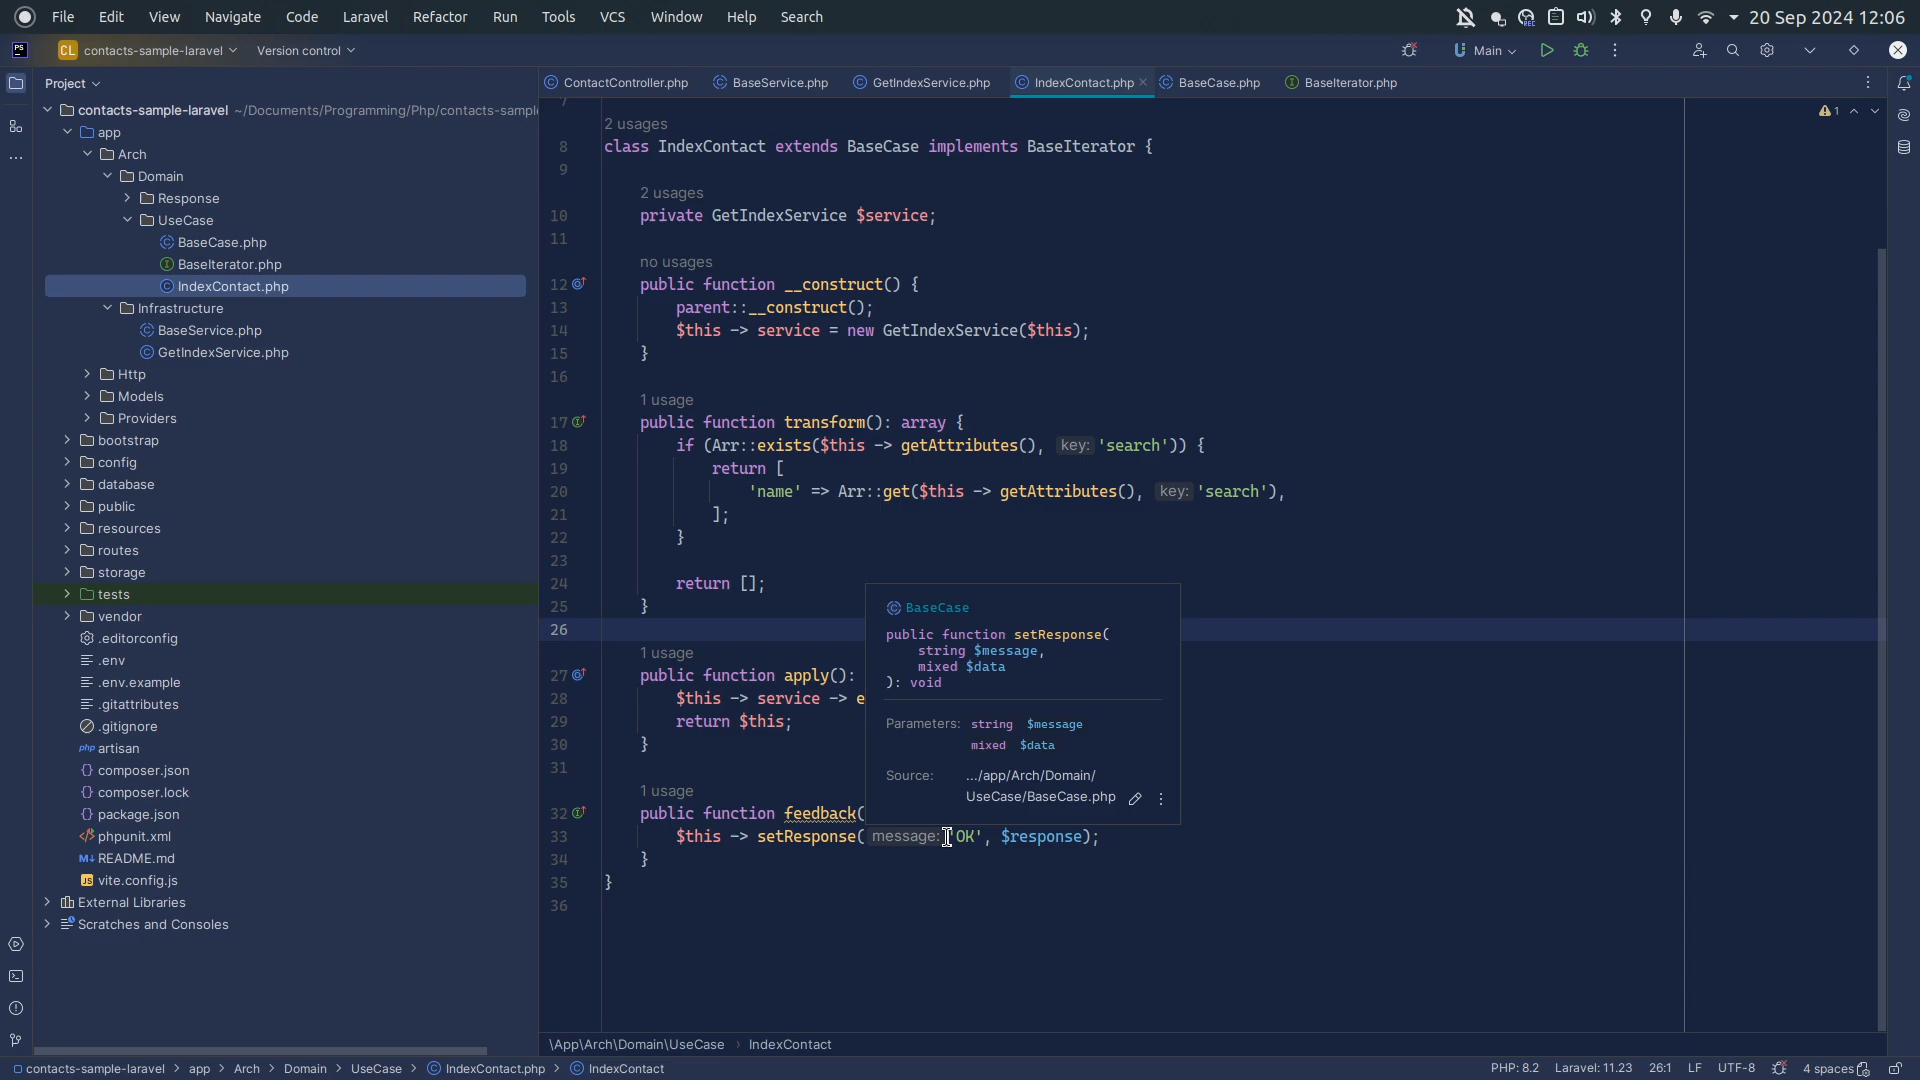 File Edit View Navigate Code Laravel Refactor Run Tools VCS Window Help Search
20 Sep 2024 12:06
PS CL contacts-sample-laravel Version control Main
Project
ContactController.php BaseService.php GetIndexService.php IndexContact.php BaseCase.php BaseIterator.php
contacts-sample-laravel ~/Documents/Programming/Php/contacts-sampl
app
Arch
Domain
Response
UseCase
BaseCase.php
BaseIterator.php
IndexContact.php
Infrastructure
BaseService.php
GetIndexService.php
Http
Models
Providers
bootstrap
config
database
public
resources
routes
storage
tests
vendor
.editorconfig
.env
.env.example
.gitattributes
.gitignore
php artisan
composer.json
composer.lock
package.json
phpunit.xml
M↓ README.md
JS vite.config.js
External Libraries
Scratches and Consoles
1
7
2 usages
8 class IndexContact extends BaseCase implements BaseIterator {
9
2 usages
10 private GetIndexService $service;
11
no usages
12 public function __construct() {
13 parent::__construct();
14 $this -> service = new GetIndexService($this);
15 }
16
1 usage
17 public function transform(): array {
18 if (Arr::exists($this -> getAttributes(), key: 'search')) {
19 return [
20 'name' => Arr::get($this -> getAttributes(), key: 'search'),
21 ];
22 }
23
24 return [];
25 }
26
1 usage
27 public function apply():
28 $this -> service -> e
29 return $this;
30 }
31
1 usage
32 public function feedback(
33 $this -> setResponse( message: 'OK', $response);
34 }
35 }
36
BaseCase
public function setResponse(
string $message,
mixed $data
): void
Parameters: string $message
mixed $data
Source: .../app/Arch/Domain/
UseCase/BaseCase.php
\App\Arch\Domain\UseCase › IndexContact
contacts-sample-laravel › app › Arch › Domain › UseCase › IndexContact.php › IndexContact
PHP: 8.2 Laravel: 11.23 26:1 LF UTF-8 4 spaces